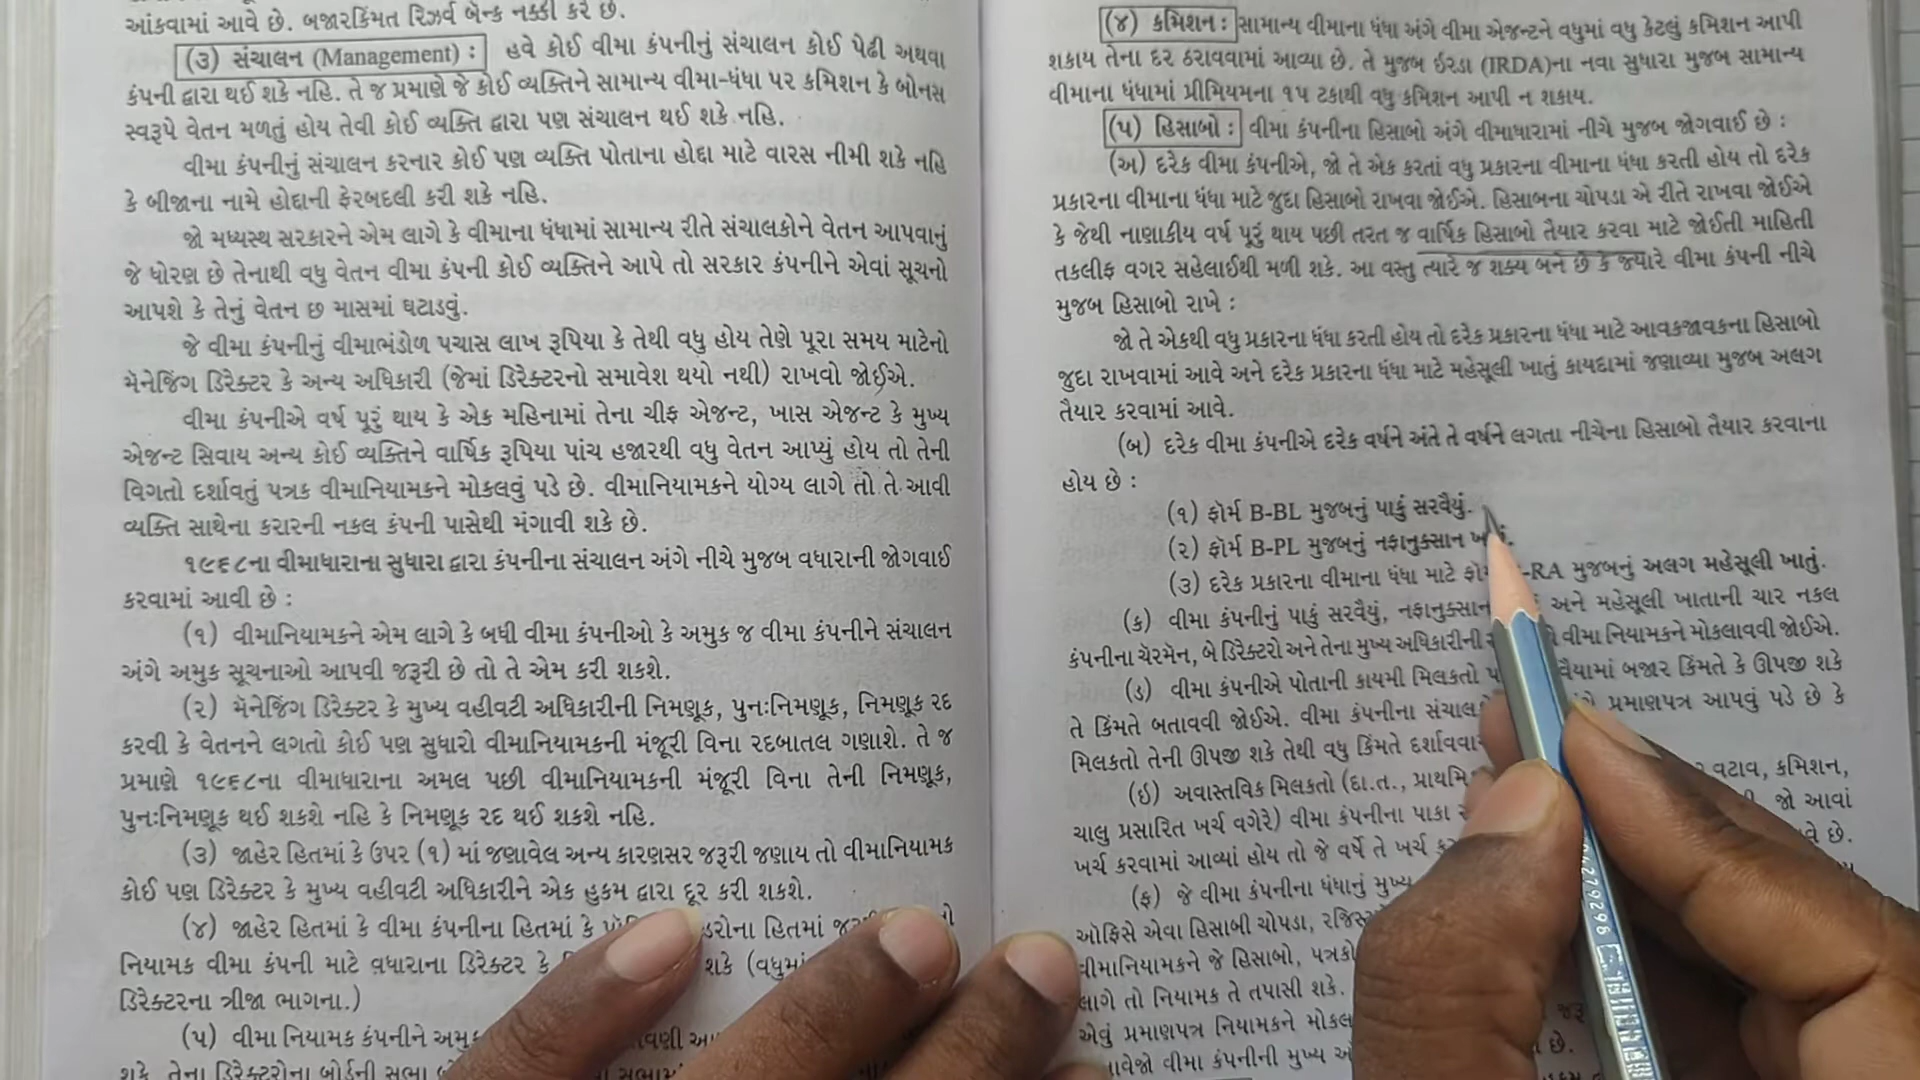 આંકવામાં આવે છે. બજારકિંમત રિઝર્વ બૅન્ક નક્કી કરે છે.
(૩) સંચાલન (Management) : હવે કોઈ વીમા કંપનીનું સંચાલન કોઈ પેઢી અથવા
કંપની દ્વારા થઈ શકે નહિ. તે જ પ્રમાણે જે કોઈ વ્યક્તિને સામાન્ય વીમા-ધંધા પર કમિશન કે બોનસ
સ્વરૂપે વેતન મળતું હોય તેવી કોઈ વ્યક્તિ દ્વારા પણ સંચાલન થઈ શકે નહિ.
વીમા કંપનીનું સંચાલન કરનાર કોઈ પણ વ્યક્તિ પોતાના હોદ્દા માટે વારસ નીમી શકે નહિ
કે બીજાના નામે હોદ્દાની ફેરબદલી કરી શકે નહિ.
જો મધ્યસ્થ સરકારને એમ લાગે કે વીમાના ધંધામાં સામાન્ય રીતે સંચાલકોને વેતન આપવાનું
જે ધોરણ છે તેનાથી વધુ વેતન વીમા કંપની કોઈ વ્યક્તિને આપે તો સરકાર કંપનીને એવાં સૂચનો
આપશે કે તેનું વેતન છ માસમાં ઘટાડવું.
જે વીમા કંપનીનું વીમાભંડોળ પચાસ લાખ રૂપિયા કે તેથી વધુ હોય તેણે પૂરા સમય માટેનો
મૅનેજિંગ ડિરેક્ટર કે અન્ય અધિકારી (જેમાં ડિરેક્ટરનો સમાવેશ થયો નથી) રાખવો જોઈએ.
વીમા કંપનીએ વર્ષ પૂરું થાય કે એક મહિનામાં તેના ચીફ એજન્ટ, ખાસ એજન્ટ કે મુખ્ય
એજન્ટ સિવાય અન્ય કોઈ વ્યક્તિને વાર્ષિક રૂપિયા પાંચ હજારથી વધુ વેતન આપ્યું હોય તો તેની
વિગતો દર્શાવતું પત્રક વીમાનિયામકને મોકલવું પડે છે. વીમાનિયામકને યોગ્ય લાગે તો તે આવી
વ્યક્તિ સાથેના કરારની નકલ કંપની પાસેથી મંગાવી શકે છે.
૧૯૬૮ના વીમાધારાના સુધારા દ્વારા કંપનીના સંચાલન અંગે નીચે મુજબ વધારાની જોગવાઈ
કરવામાં આવી છે :
(૧) વીમાનિયામકને એમ લાગે કે બધી વીમા કંપનીઓ કે અમુક જ વીમા કંપનીને સંચાલન
અંગે અમુક સૂચનાઓ આપવી જરૂરી છે તો તે એમ કરી શકશે.
(૨) મૅનેજિંગ ડિરેક્ટર કે મુખ્ય વહીવટી અધિકારીની નિમણૂક, પુનઃનિમણૂક, નિમણૂક રદ
કરવી કે વેતનને લગતો કોઈ પણ સુધારો વીમાનિયામકની મંજૂરી વિના રદબાતલ ગણાશે. તે જ
પ્રમાણે ૧૯૬૮ના વીમાધારાના અમલ પછી વીમાનિયામકની મંજૂરી વિના તેની નિમણૂક,
પુનઃનિમણૂક થઈ શકશે નહિ કે નિમણૂક રદ થઈ શકશે નહિ.
(૩) જાહેર હિતમાં કે ઉપર (૧) માં જણાવેલ અન્ય કારણસર જરૂરી જણાય તો વીમાનિયામક
કોઈ પણ ડિરેક્ટર કે મુખ્ય વહીવટી અધિકારીને એક હુકમ દ્વારા દૂર કરી શકશે.
(૪) જાહેર હિતમાં કે વીમા કંપનીના હિતમાં કે હિતમાં
નિયામક વીમા કંપની માટે વધારાના ડિરેક્ટર કે શકે (વધુમાં
ડિરેક્ટરના ત્રીજા ભાગના.)
(૫) વીમા નિયામક કંપનીને
શકે. તેના ડિરેક્ટરોના બોર્ડની સભા
(૪) કમિશન : સામાન્ય વીમાના ધંધા અંગે વીમા એજન્ટને વધુમાં વધુ કેટલું કમિશન આપી
શકાય તેના દર ઠરાવવામાં આવ્યા છે. તે મુજબ ઇરડા (IRDA)ના નવા સુધારા મુજબ સામાન્ય
વીમાના ધંધામાં પ્રીમિયમના ૧૫ ટકાથી વધુ કમિશન આપી ન શકાય.
(૫) હિસાબો : વીમા કંપનીના હિસાબો અંગે વીમાધારામાં નીચે મુજબ જોગવાઈ છે :
(અ) દરેક વીમા કંપનીએ, જો તે એક કરતાં વધુ પ્રકારના વીમાના ધંધા કરતી હોય તો દરેક
પ્રકારના વીમાના ધંધા માટે જુદા હિસાબો રાખવા જોઈએ. હિસાબના ચોપડા એ રીતે રાખવા જોઈએ
કે જેથી નાણાકીય વર્ષ પૂરું થાય પછી તરત જ વાર્ષિક હિસાબો તૈયાર કરવા માટે જોઈતી માહિતી
તકલીફ વગર સહેલાઈથી મળી શકે. આ વસ્તુ ત્યારે જ શક્ય બને છે કે જ્યારે વીમા કંપની નીચે
મુજબ હિસાબો રાખે :
જો તે એકથી વધુ પ્રકારના ધંધા કરતી હોય તો દરેક પ્રકારના ધંધા માટે આવકજાવકના હિસાબો
જુદા રાખવામાં આવે અને દરેક પ્રકારના ધંધા માટે મહેસૂલી ખાતું કાયદામાં જણાવ્યા મુજબ અલગ
તૈયાર કરવામાં આવે.
(બ) દરેક વીમા કંપનીએ દરેક વર્ષને અંતે તે વર્ષને લગતા નીચેના હિસાબો તૈયાર કરવાના
હોય છે :
(૧) ફૉર્મ B-BL મુજબનું પાકું સરવૈયું.
(૨) ફૉર્મ B-PL મુજબનું નફાનુક્સાન
(૩) દરેક પ્રકારના વીમાના ધંધા માટે -RA મુજબનું અલગ મહેસૂલી ખાતું.
(ક) વીમા કંપનીનું પાકું સરવૈયું, નફાનુક્સાન અને મહેસૂલી ખાતાની ચાર નકલ
કંપનીના ચૅરમૅન, બે ડિરેક્ટરો અને તેના મુખ્ય અધિકારીની વીમા નિયામકને મોકલાવવી જોઈએ.
(ડ) વીમા કંપનીએ પોતાની કાયમી મિલકતો બજાર કિંમતે કે ઊપજી શકે
તે કિંમતે બતાવવી જોઈએ. વીમા કંપનીના પ્રમાણપત્ર આપવું પડે છે કે
મિલકતો તેની ઊપજી શકે તેથી વધુ કિંમતે
(ઈ) અવાસ્તવિક મિલકતો (દા.ત., વટાવ, કમિશન,
ચાલુ પ્રસારિત ખર્ચ વગેરે) વીમા કંપનીના પાકા જો આવાં
ખર્ચ કરવામાં આવ્યાં હોય તો જે વર્ષે તે ખર્ચ છે.
(ફ) જે વીમા કંપનીના ધંધાનું મુખ્ય
ઑફિસે એવા હિસાબી ચોપડા,
વીમાનિયામકને જે હિસાબો,
લાગે તો નિયામક તે તપાસી શકે.
એવું પ્રમાણપત્ર નિયામકને છે.
વીમા કંપનીની મુખ્ય